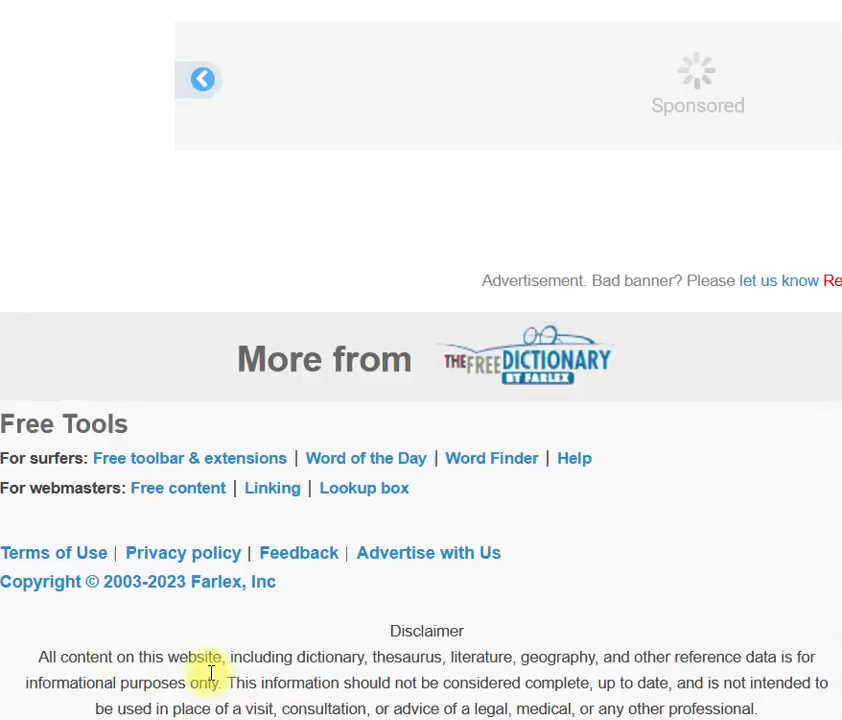 Sponsored
Advertisement. Bad banner? Please let us know Re
More from THE FREE DICTIONARY
BY FARLEX
Free Tools
For surfers: Free toolbar & extensions | Word of the Day | Word Finder | Help
For webmasters: Free content | Linking | Lookup box
Terms of Use | Privacy policy | Feedback | Advertise with Us
Copyright © 2003-2023 Farlex, Inc
Disclaimer
All content on this website, including dictionary, thesaurus, literature, geography, and other reference data is for
informational purposes only. This information should not be considered complete, up to date, and is not intended to
be used in place of a visit, consultation, or advice of a legal, medical, or any other professional.